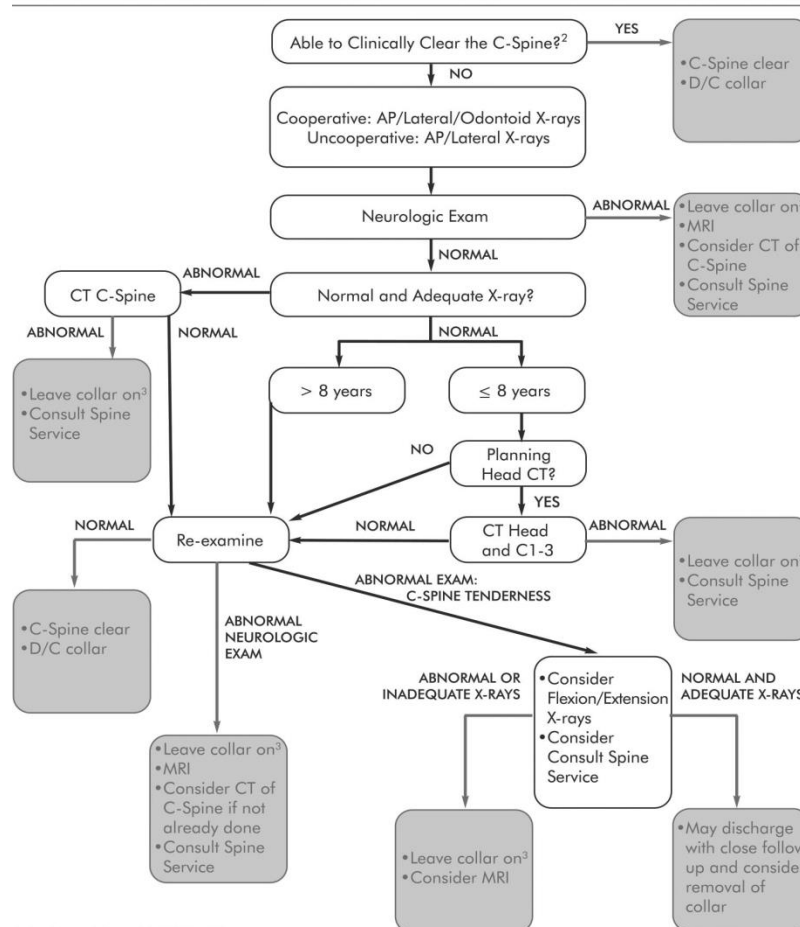 Able to Clinically Clear the C-Spine?²
YES
• C-Spine clear
• D/C collar
NO
Cooperative: AP/Lateral/Odontoid X-rays
Uncooperative: AP/Lateral X-rays
Neurologic Exam
ABNORMAL
• Leave collar on
• MRI
• Consider CT of
C-Spine
• Consult Spine
Service
NORMAL
Normal and Adequate X-ray?
ABNORMAL
CT C-Spine
ABNORMAL
NORMAL
• Leave collar on³
• Consult Spine
Service
NORMAL
> 8 years
≤ 8 years
NO
Planning
Head CT?
YES
CT Head
and C1-3
ABNORMAL
• Leave collar on
• Consult Spine
Service
NORMAL
Re-examine
NORMAL
• C-Spine clear
• D/C collar
ABNORMAL
NEUROLOGIC
EXAM
• Leave collar on³
• MRI
• Consider CT of
C-Spine if not
already done
• Consult Spine
Service
ABNORMAL EXAM:
C-SPINE TENDERNESS
• Consider
Flexion/Extension
X-rays
• Consider
Consult Spine
Service
ABNORMAL OR
INADEQUATE X-RAYS
• Leave collar on³
• Consider MRI
NORMAL AND
ADEQUATE X-RAYS
• May discharge
with close follow
up and conside
removal of
collar